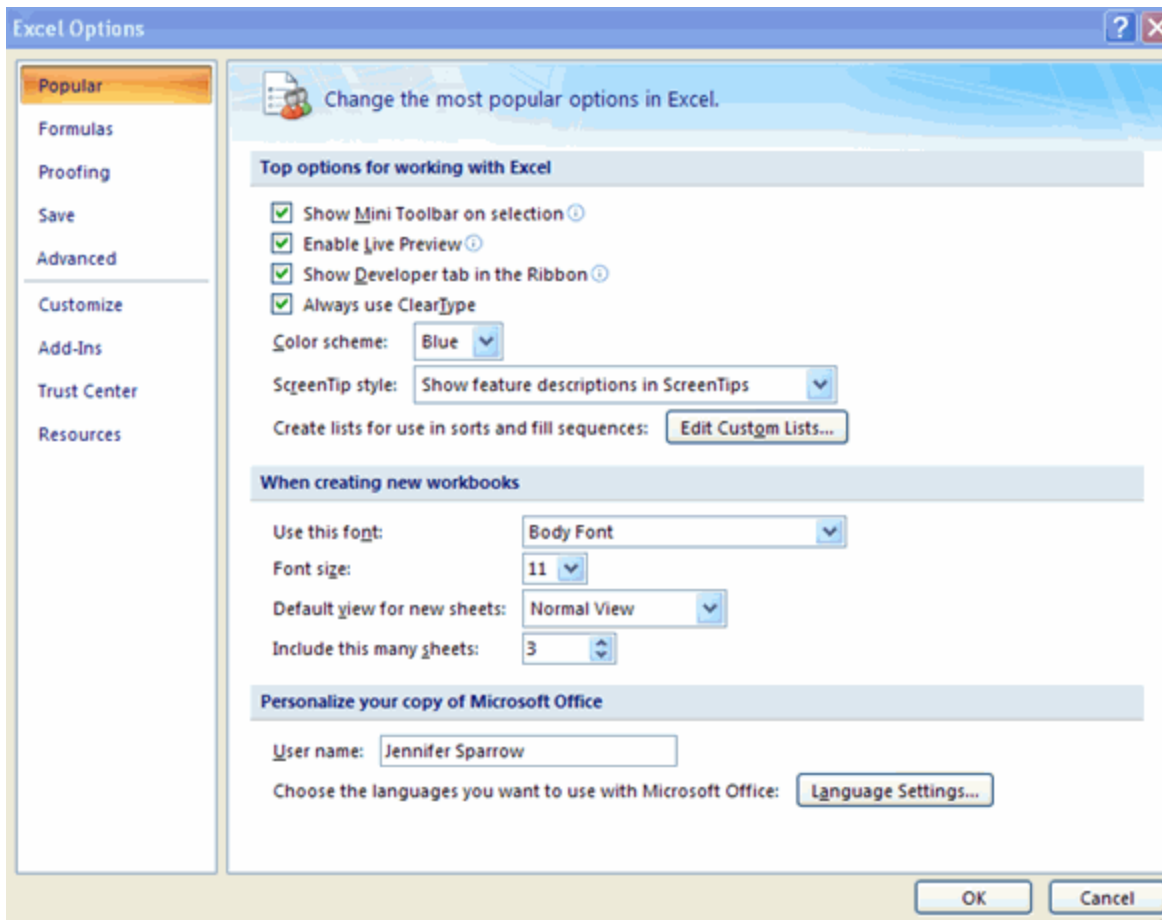 Excel Options
?
Popular
Formulas
Proofing
Save
Advanced
Customize
Add-Ins
Trust Center
Resources
Change the most popular options in Excel.
Top options for working with Excel
Show Mini Toolbar on selection
Enable Live Preview
Show Developer tab in the Ribbon
Always use ClearType
Color scheme: Blue
ScreenTip style: Show feature descriptions in ScreenTips
Create lists for use in sorts and fill sequences: Edit Custom Lists...
When creating new workbooks
Use this font: Body Font
Font size: 11
Default view for new sheets: Normal View
Include this many sheets: 3
Personalize your copy of Microsoft Office
User name: Jennifer Sparrow
Choose the languages you want to use with Microsoft Office: Language Settings...
OK Cancel